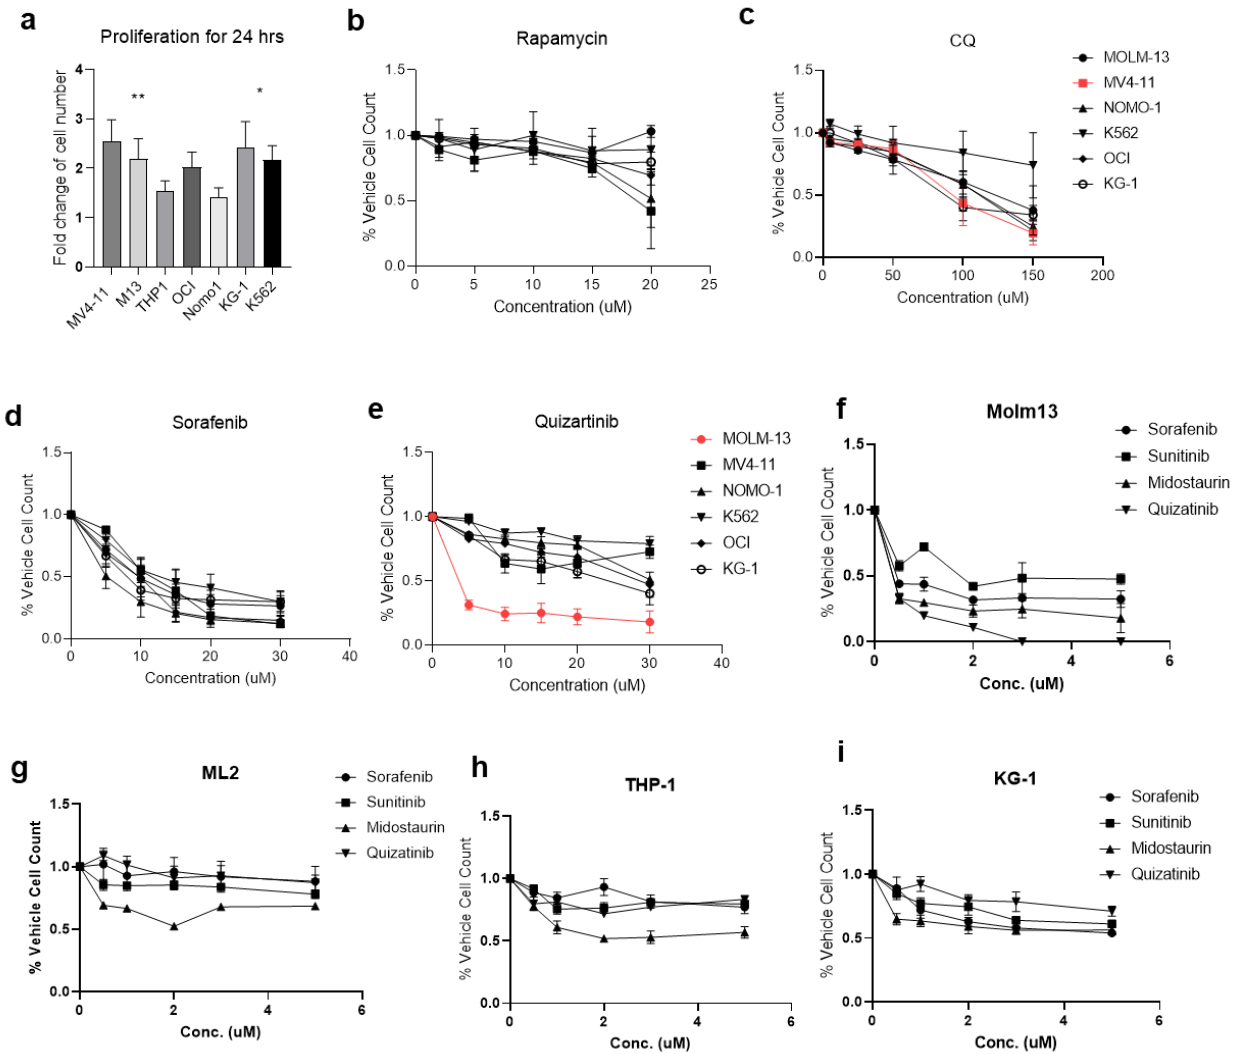 a
Proliferation for 24 hrs
Fold change of cell number
4
3
2
1
0
**
*
MV4-11
M13
THP1
OCI
Nomo1
KG-1
K562
b
Rapamycin
% Vehicle Cell Count
1.5
1.0
0.5
0.0
0
5
10
15
20
25
Concentration (uM)
c
CQ
% Vehicle Cell Count
1.5
1.0
0.5
0.0
0
50
100
150
200
Concentration (uM)
MOLM-13
MV4-11
NOMO-1
K562
OCI
KG-1
d
Sorafenib
% Vehicle Cell Count
1.5
1.0
0.5
0.0
0
10
20
30
40
Concentration (uM)
e
Quizartinib
% Vehicle Cell Count
1.5
1.0
0.5
0.0
0
10
20
30
40
Concentration (uM)
MOLM-13
MV4-11
NOMO-1
K562
OCI
KG-1
f
Molm13
% Vehicle Cell Count
1.5
1.0
0.5
0.0
0
2
4
6
Conc. (uM)
Sorafenib
Sunitinib
Midostaurin
Quizatinib
g
ML2
% Vehicle Cell Count
1.5
1.0
0.5
0.0
0
2
4
6
Conc. (uM)
Sorafenib
Sunitinib
Midostaurin
Quizatinib
h
THP-1
% Vehicle Cell Count
1.5
1.0
0.5
0.0
0
2
4
6
Conc. (uM)
i
KG-1
% Vehicle Cell Count
1.5
1.0
0.5
0.0
0
2
4
6
Conc. (uM)
Sorafenib
Sunitinib
Midostaurin
Quizatinib